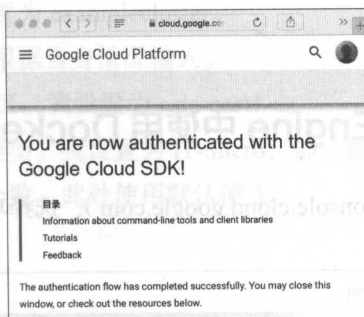 cloud.google.co
Google Cloud Platform
You are now authenticated with the
Google Cloud SDK!
目录
Information about command-line tools and client libraries
Tutorials
Feedback
The authentication flow has completed successfully. You may close this
window, or check out the resources below.